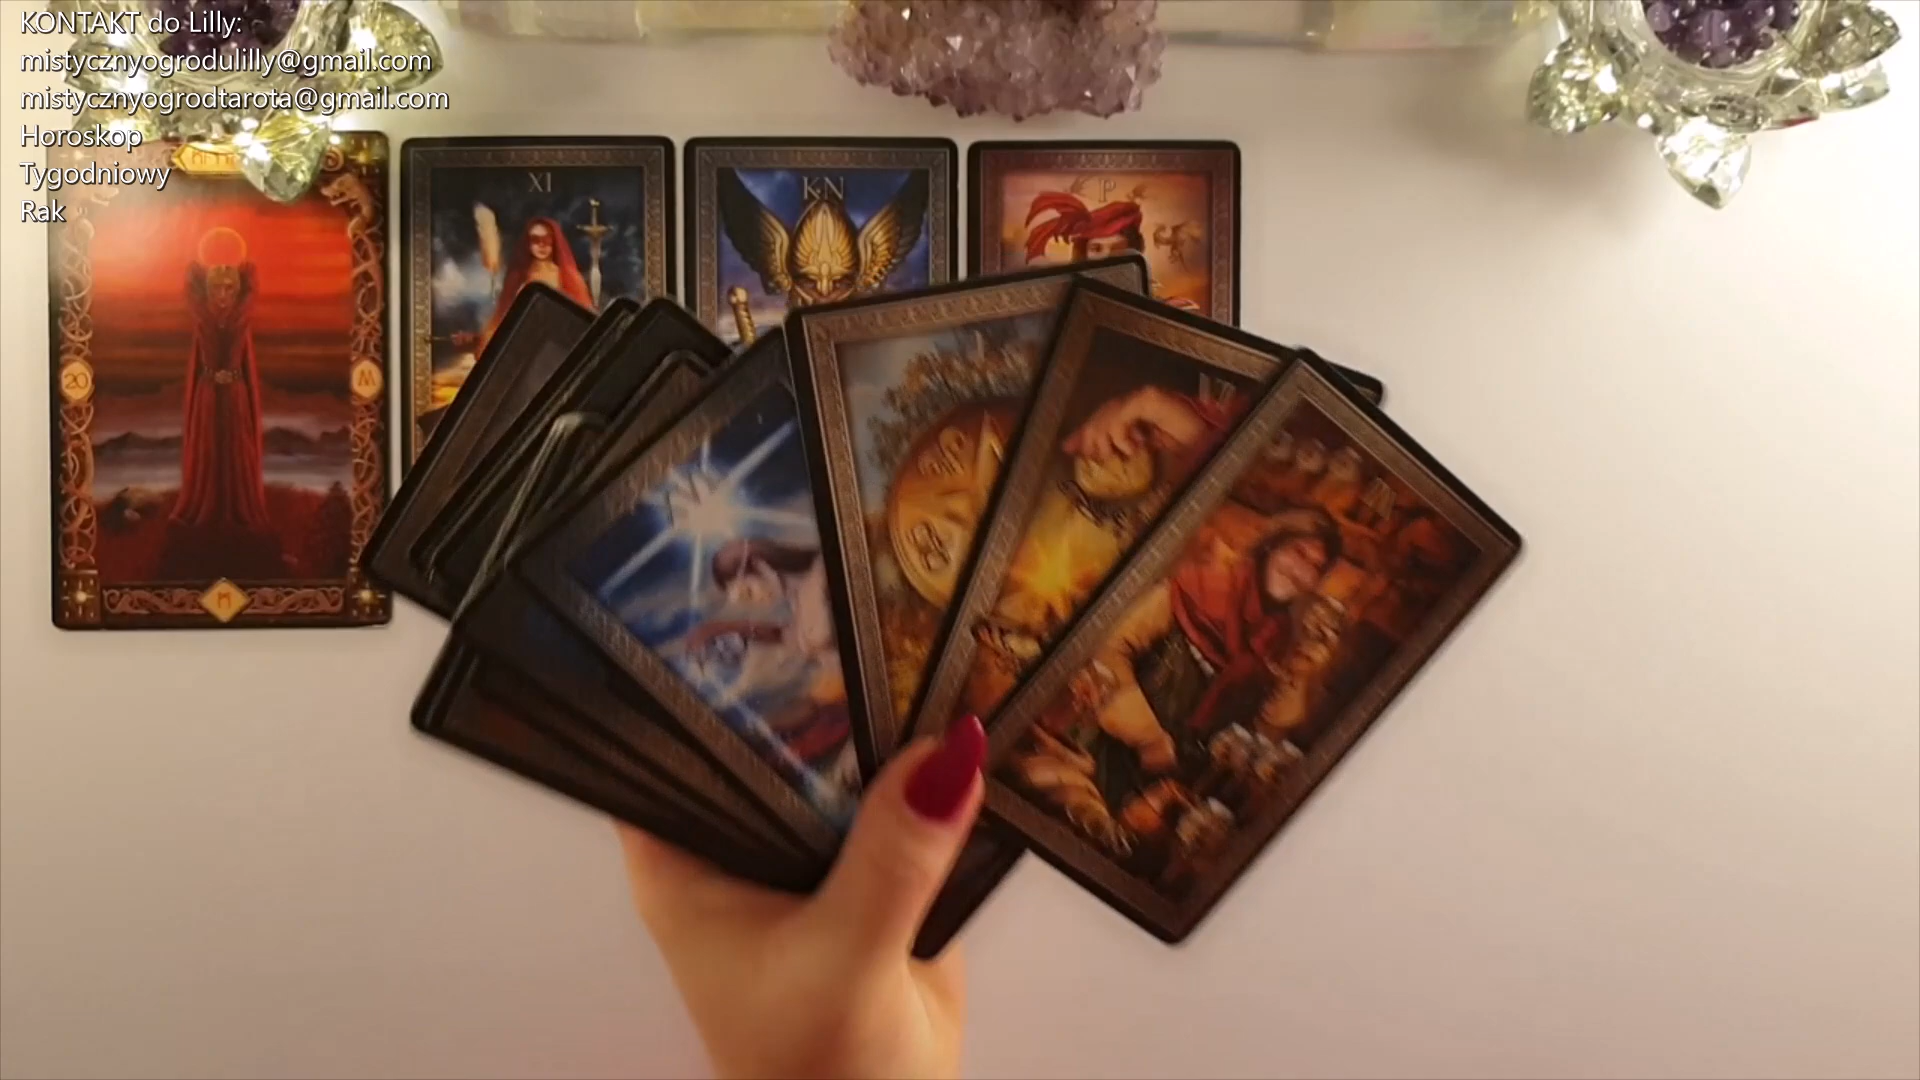 KONTAKT do Lilly:
mistycznyogrodulilly@gmail.com
mistycznyogrodtarota@gmail.com
Horoskop
Tygodniowy
Rak
XI
KN
P
20